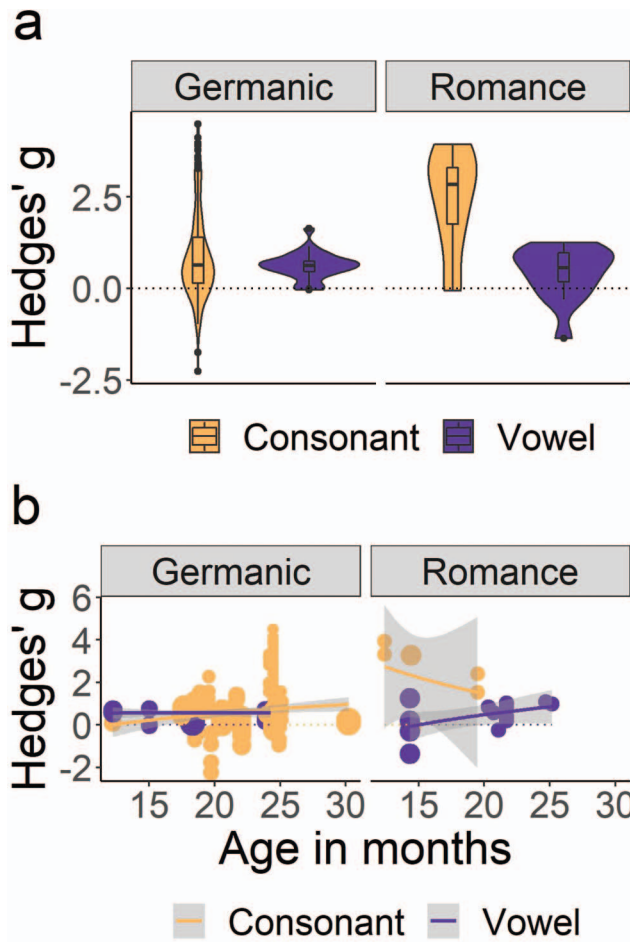 a
Germanic Romance
Hedges' g
2.5
0.0
-2.5
Consonant Vowel
b
Germanic Romance
Hedges' g
6
4
2
0
-2
15 20 25 30 15 20 25 30
Age in months
Consonant Vowel